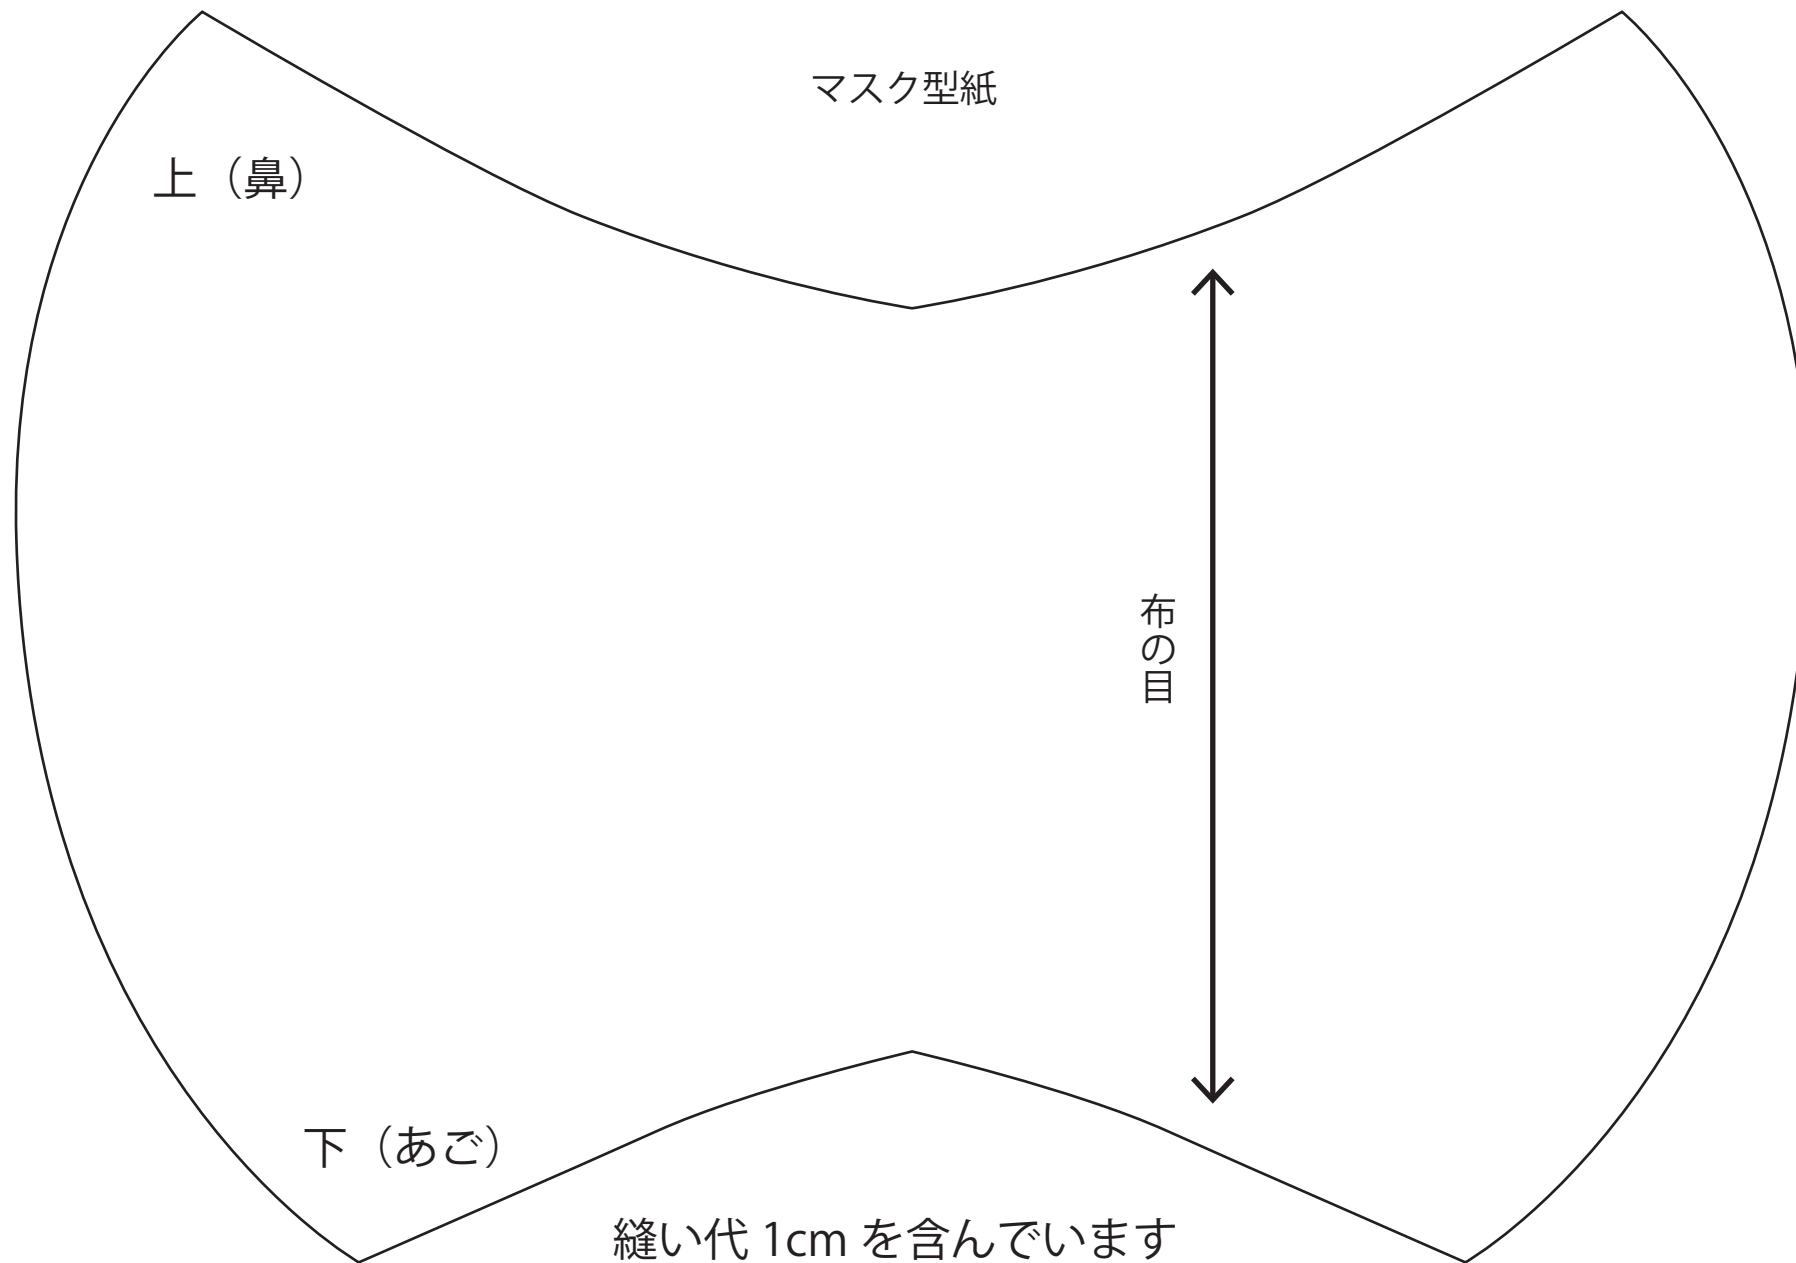 マスク型紙
上（鼻）
布の目
下（あご）
縫い代 1cm を含んでいます